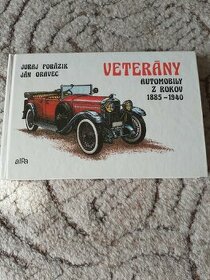 JURAJ PORÁZIK
JÁN ORAVEC
VETERÁNY
AUTOMOBILY
Z ROKOV
1885-1940
alfa